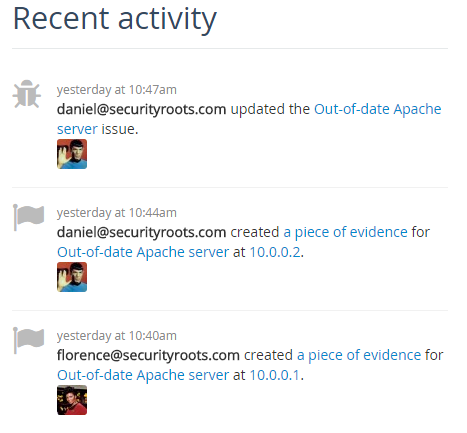 Recent activity
yesterday at 10:47am
daniel@securityroots.com updated the Out-of-date Apache
server issue.
yesterday at 10:44am
daniel@securityroots.com created a piece of evidence for
Out-of-date Apache server at 10.0.0.2.
yesterday at 10:40am
florence@securityroots.com created a piece of evidence for
Out-of-date Apache server at 10.0.0.1.